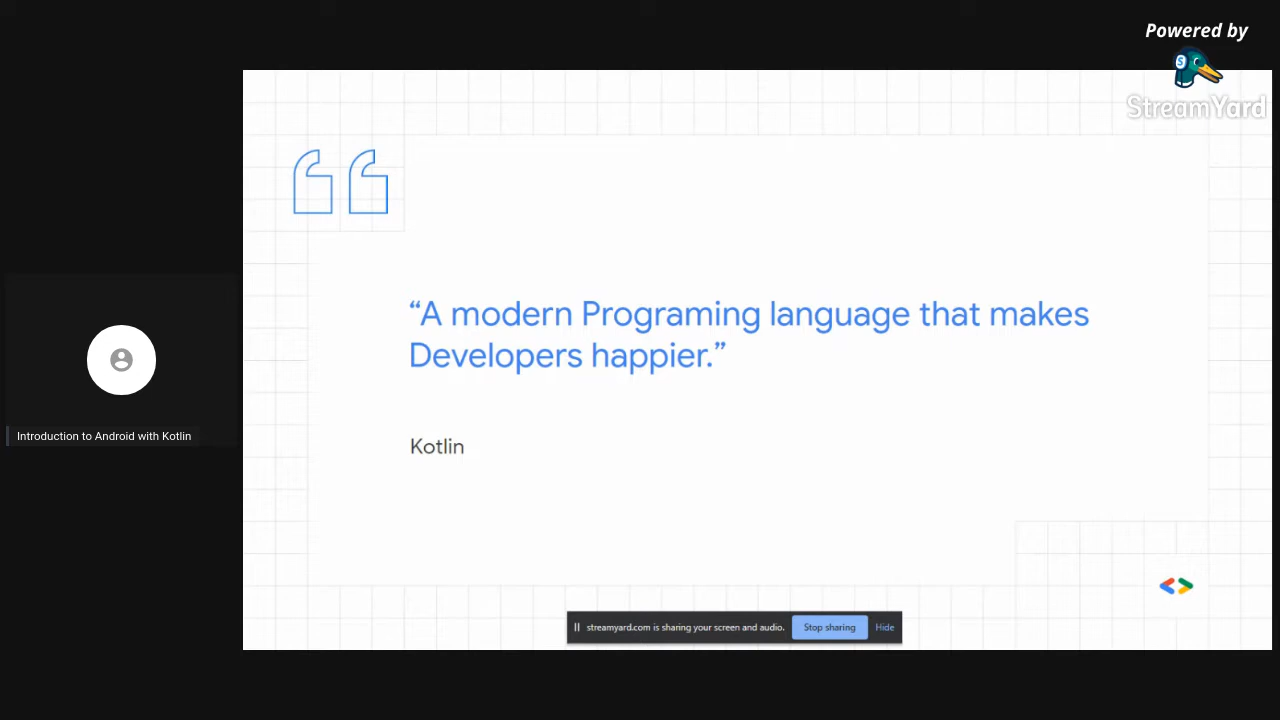 Powered by
StreamYard
“A modern Programing language that makes
Developers happier.”
Kotlin
Introduction to Android with Kotlin
streamyard.com is sharing your screen and audio. Stop sharing Hide